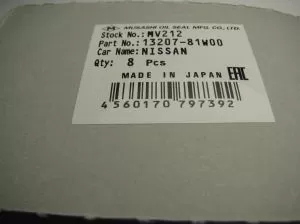 MUSASHI OIL SEAL MFG. CO., LTD.
Stock No.: MV212
Part No.: 13207-81W00
Car Name: NISSAN
Qty: 8 Pcs
MADE IN JAPAN EAC
4560170797392